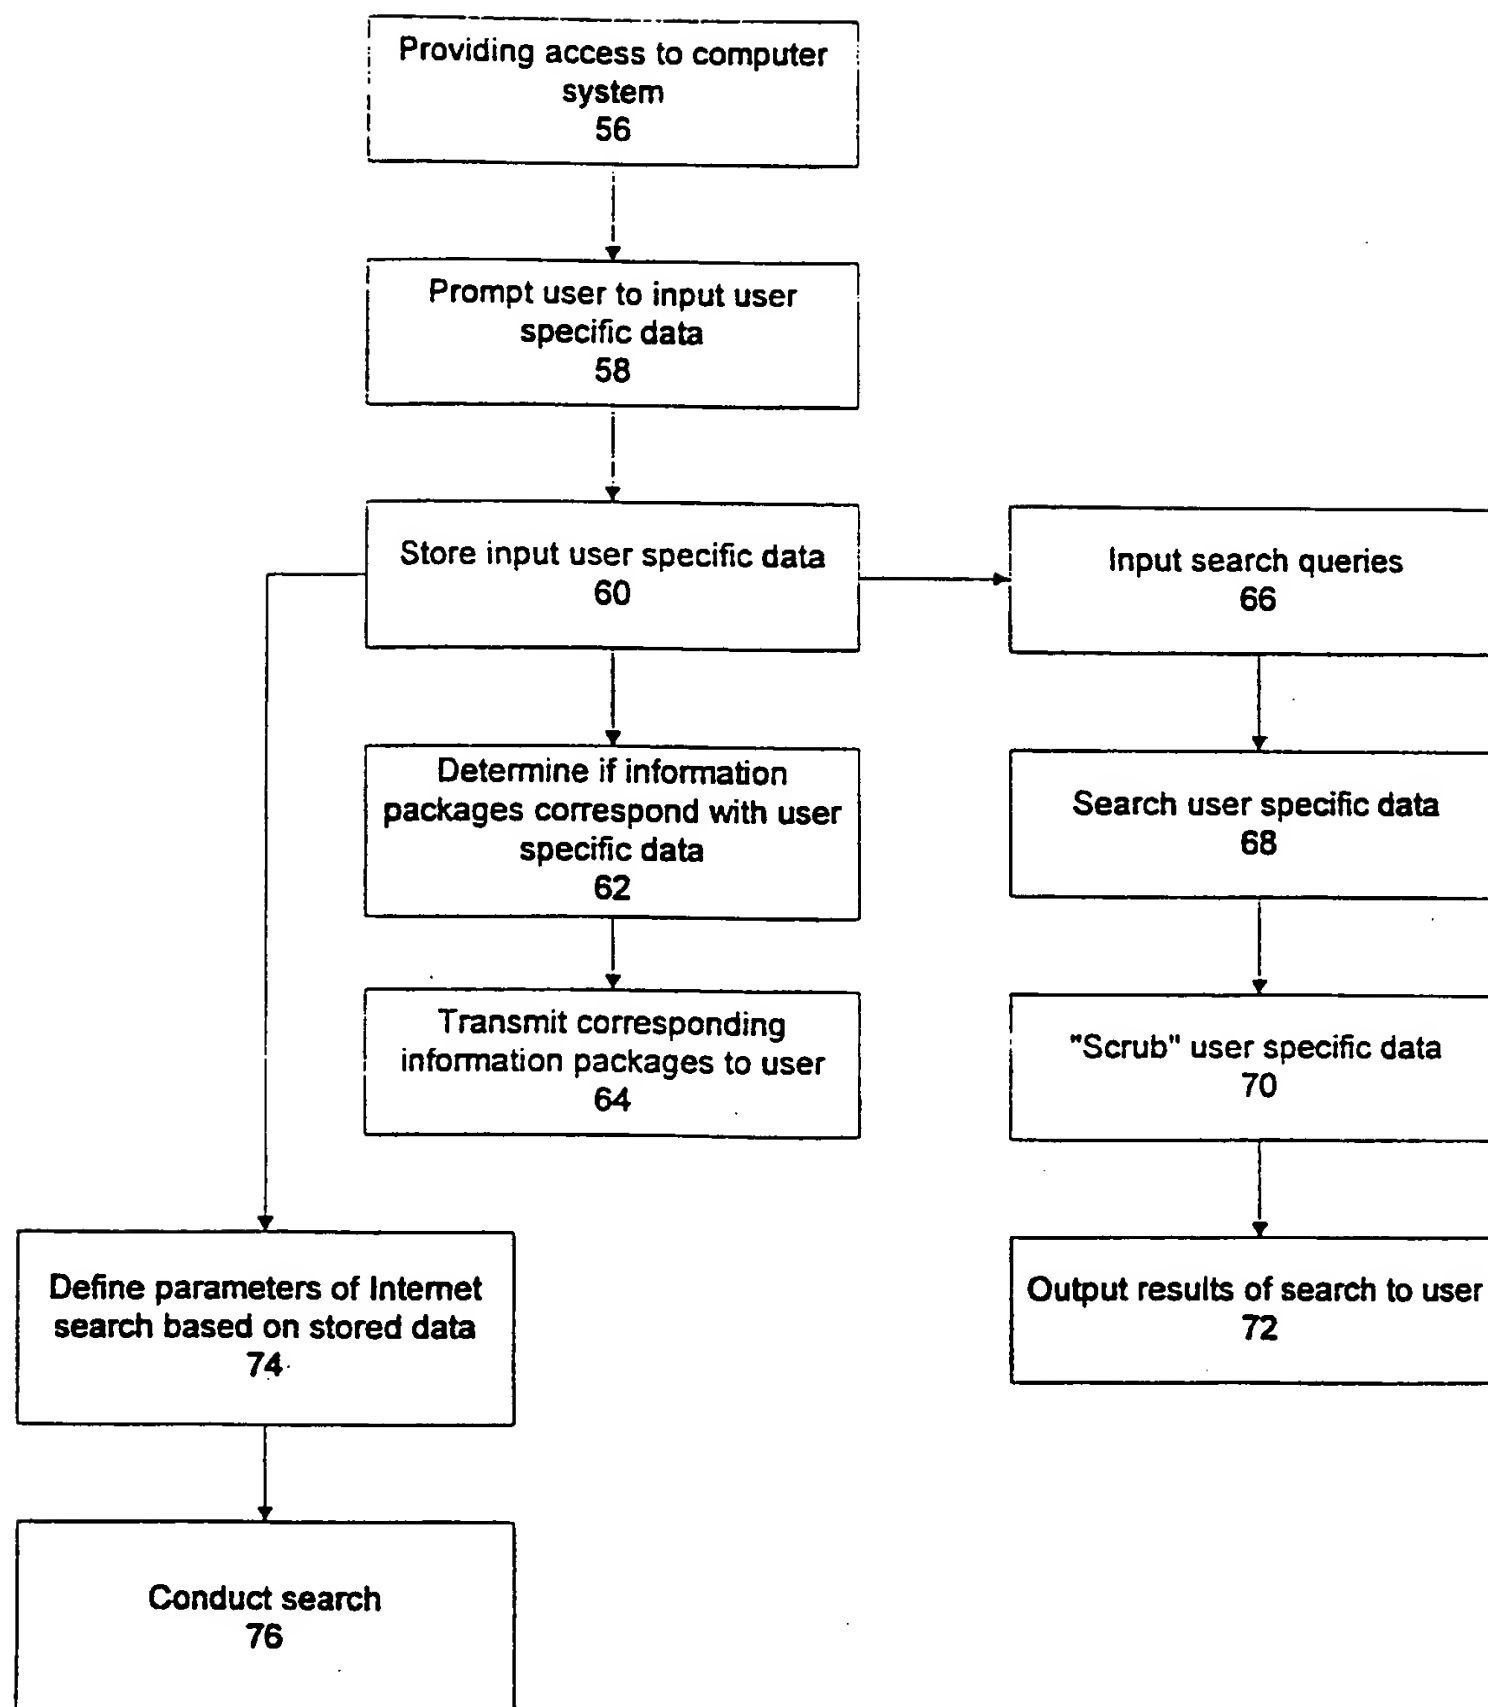 Providing access to computer
system
56
Prompt user to input user
specific data
58
Store input user specific data
60
Input search queries
66
Determine if information
packages correspond with user
specific data
62
Search user specific data
68
Transmit corresponding
information packages to user
64
"Scrub" user specific data
70
Define parameters of Internet
search based on stored data
74
Output results of search to user
72
Conduct search
76